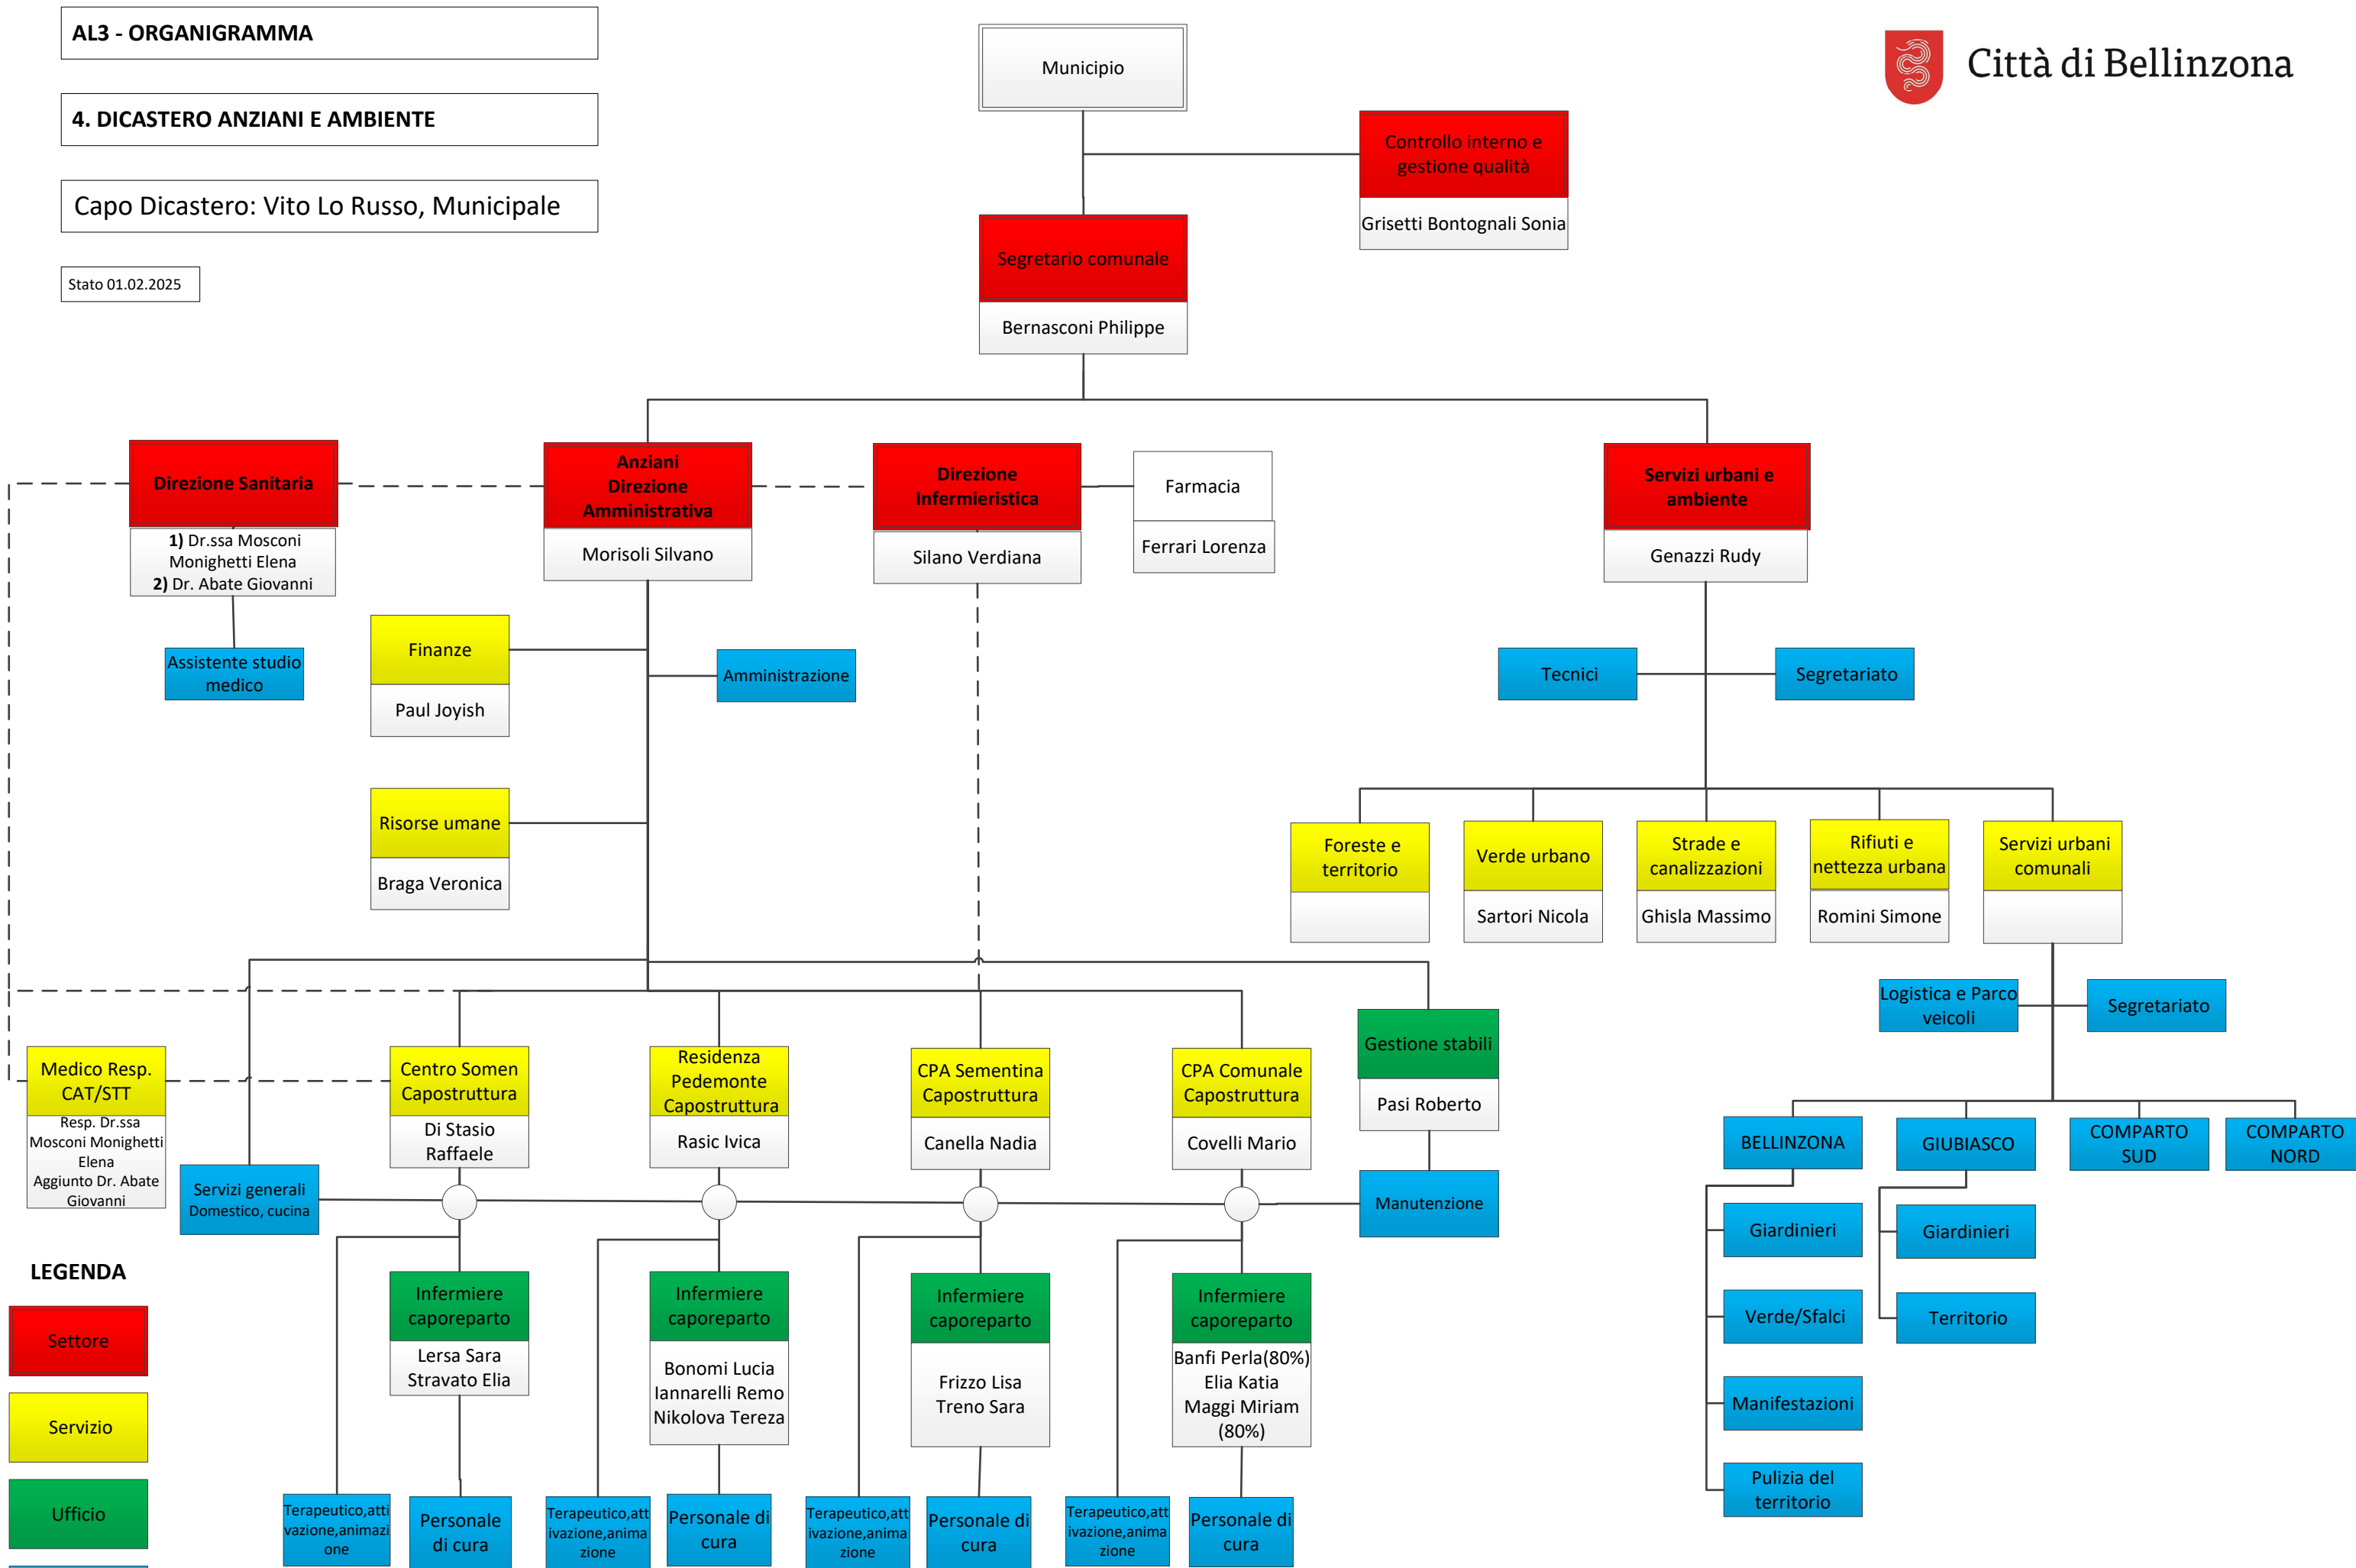 AL3 - ORGANIGRAMMA
4. DICASTERO ANZIANI E AMBIENTE
Capo Dicastero: Vito Lo Russo, Municipale
Stato 01.02.2025
Città di Bellinzona
Municipio
Controllo interno e
gestione qualità
Grisetti Bontognali Sonia
Segretario comunale
Bernasconi Philippe
Direzione Sanitaria
1) Dr.ssa Mosconi
Monighetti Elena
2) Dr. Abate Giovanni
Assistente studio
medico
Anziani
Direzione
Amministrativa
Morisoli Silvano
Direzione
Infermieristica
Silano Verdiana
Farmacia
Ferrari Lorenza
Servizi urbani e
ambiente
Genazzi Rudy
Finanze
Paul Joyish
Amministrazione
Tecnici
Segretariato
Risorse umane
Braga Veronica
Foreste e
territorio
Verde urbano
Sartori Nicola
Strade e
canalizzazioni
Ghisla Massimo
Rifiuti e
nettezza urbana
Romini Simone
Servizi urbani
comunali
Logistica e Parco
veicoli
Segretariato
Medico Resp.
CAT/STT
Resp. Dr.ssa
Mosconi Monighetti
Elena
Aggiunto Dr. Abate
Giovanni
Centro Somen
Capostruttura
Di Stasio
Raffaele
Residenza
Pedemonte
Capostruttura
Rasic Ivica
CPA Sementina
Capostruttura
Canella Nadia
CPA Comunale
Capostruttura
Covelli Mario
Gestione stabili
Pasi Roberto
Servizi generali
Domestico, cucina
Manutenzione
BELLINZONA
GIUBIASCO
COMPARTO
SUD
COMPARTO
NORD
Giardinieri
Verde/Sfalci
Manifestazioni
Pulizia del
territorio
Giardinieri
Territorio
LEGENDA
Settore
Servizio
Ufficio
Infermiere
caporeparto
Lersa Sara
Stravato Elia
Infermiere
caporeparto
Bonomi Lucia
Iannarelli Remo
Nikolova Tereza
Infermiere
caporeparto
Frizzo Lisa
Treno Sara
Infermiere
caporeparto
Banfi Perla(80%)
Elia Katia
Maggi Miriam
(80%)
Terapeutico,atti
vazione,animazi
one
Personale
di cura
Terapeutico,att
ivazione,anima
zione
Personale di
cura
Terapeutico,att
ivazione,anima
zione
Personale di
cura
Terapeutico,att
ivazione,anima
zione
Personale di
cura